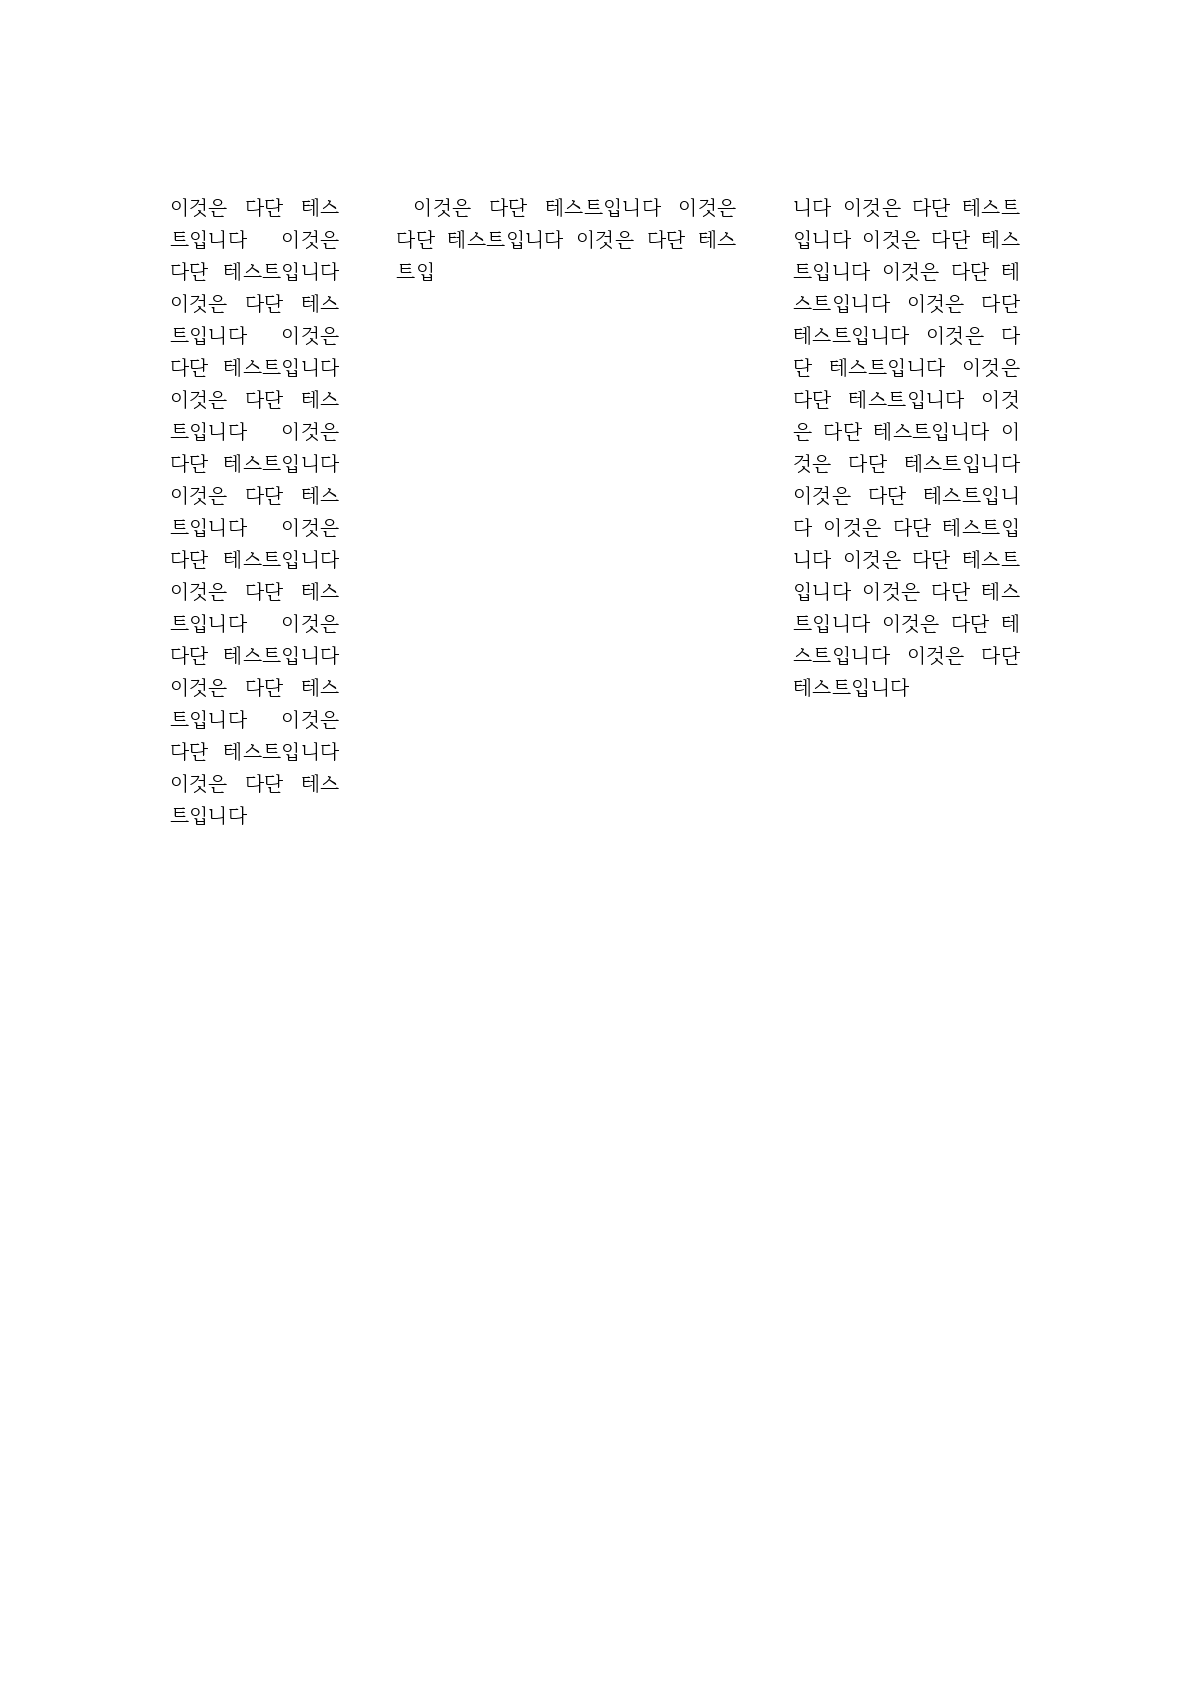 이것은 다단 테스
트입니다 이것은
다단 테스트입니다
이것은 다단 테스
트입니다 이것은
다단 테스트입니다
이것은 다단 테스
트입니다 이것은
다단 테스트입니다
이것은 다단 테스
트입니다 이것은
다단 테스트입니다
이것은 다단 테스
트입니다 이것은
다단 테스트입니다
이것은 다단 테스
트입니다 이것은
다단 테스트입니다
이것은 다단 테스
트입니다
이것은 다단 테스트입니다 이것은
다단 테스트입니다 이것은 다단 테스
트입
니다 이것은 다단 테스트
입니다 이것은 다단 테스
트입니다 이것은 다단 테
스트입니다 이것은 다단
테스트입니다 이것은 다
단 테스트입니다 이것은
다단 테스트입니다 이것
은 다단 테스트입니다 이
것은 다단 테스트입니다
이것은 다단 테스트입니
다 이것은 다단 테스트입
니다 이것은 다단 테스트
입니다 이것은 다단 테스
트입니다 이것은 다단 테
스트입니다 이것은 다단
테스트입니다